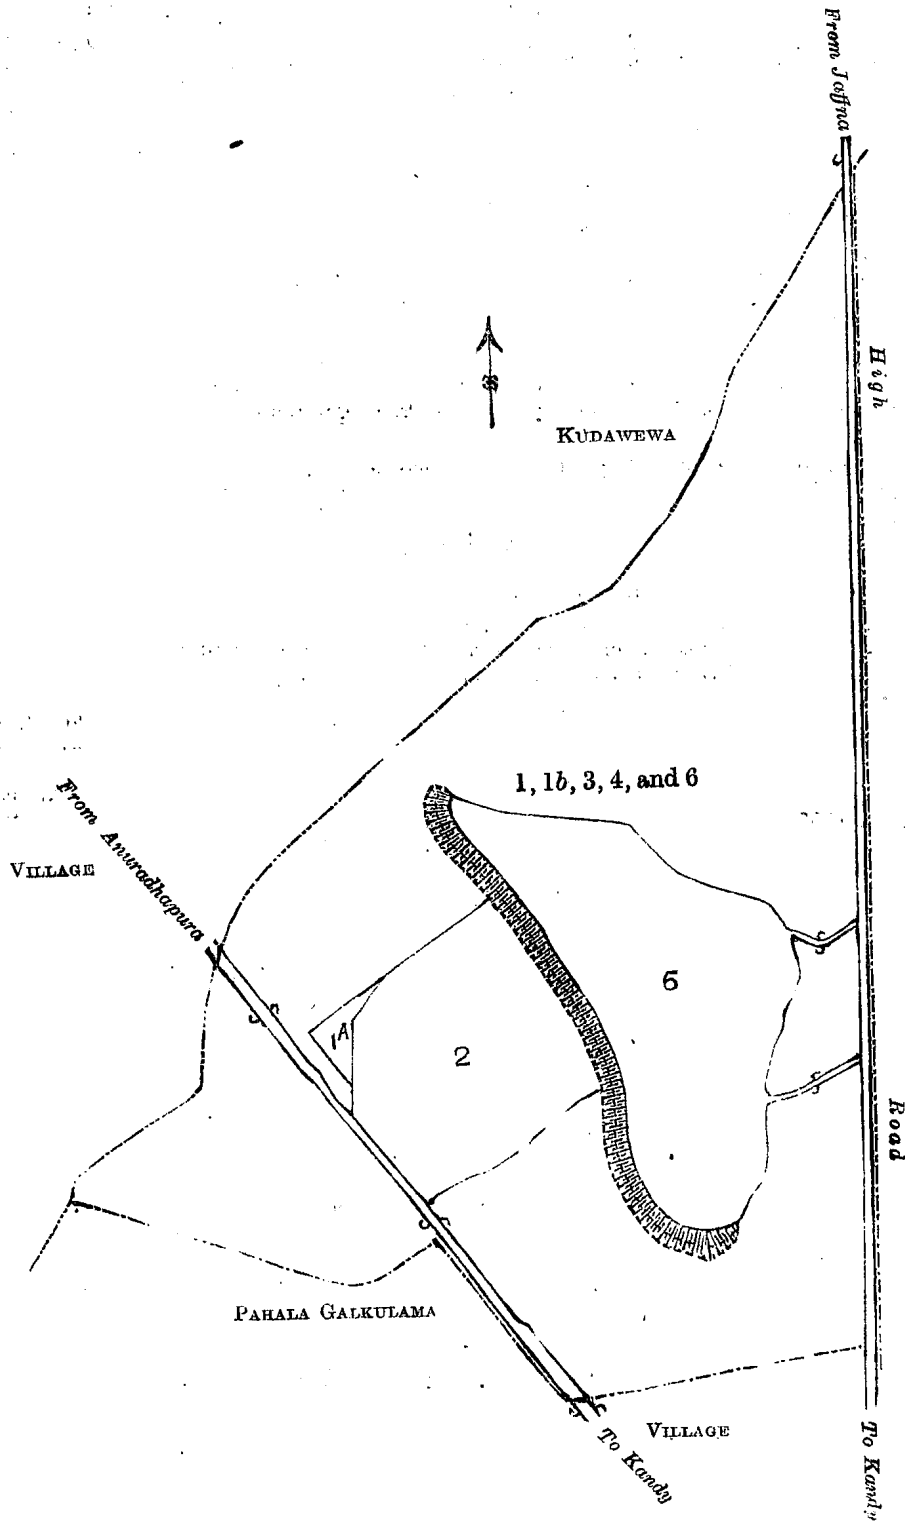 From Jaffna
High
KUDAWEWA
1, 1b, 3, 4, and 6
From Anuradhapura
VILLAGE
6
1A
2
Road
PAHALA GALKULAMA
VILLAGE
To Kandy
To Kandy